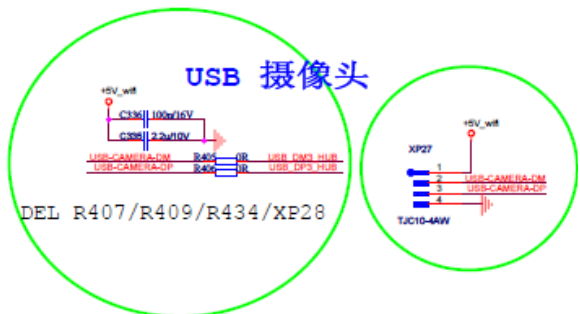 USB 摄像头
+5V_wifi
C336 100n/16V
C338 2.2u/10V
USB-CAMERA-DM R405 0R USB_DM3_HUB
USB-CAMERA-DP R406 0R USB_DP3_HUB
DEL R407/R409/R434/XP28
+5V_wifi
XP27
1
2 USB-CAMERA-DM
3 USB-CAMERA-DP
4
TJC10-4AW